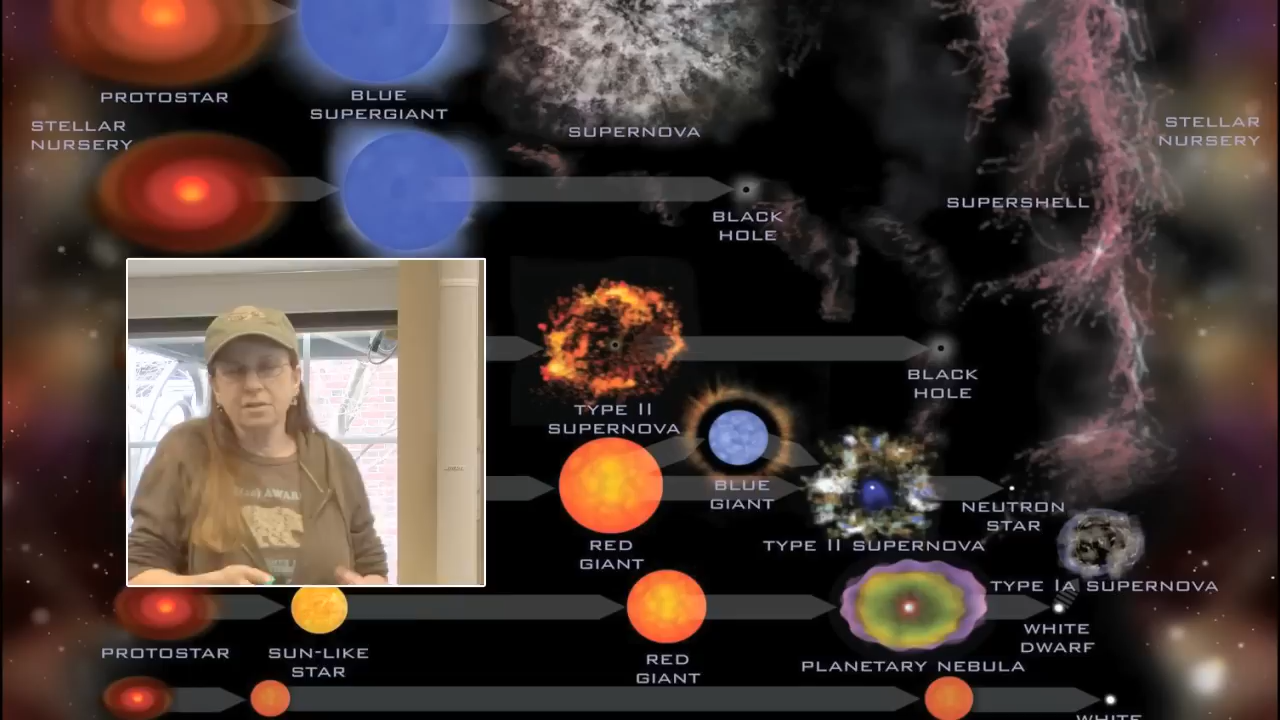 PROTOSTAR
BLUE
SUPERGIANT
STELLAR
NURSERY
SUPERNOVA
STELLAR
NURSERY
SUPERSHELL
BLACK
HOLE
BLACK
HOLE
TYPE II
SUPERNOVA
BLUE
GIANT
NEUTRON
STAR
RED
GIANT
TYPE II SUPERNOVA
TYPE IA SUPERNOVA
WHITE
DWARF
PROTOSTAR
SUN-LIKE
STAR
RED
GIANT
PLANETARY NEBULA
WHITE